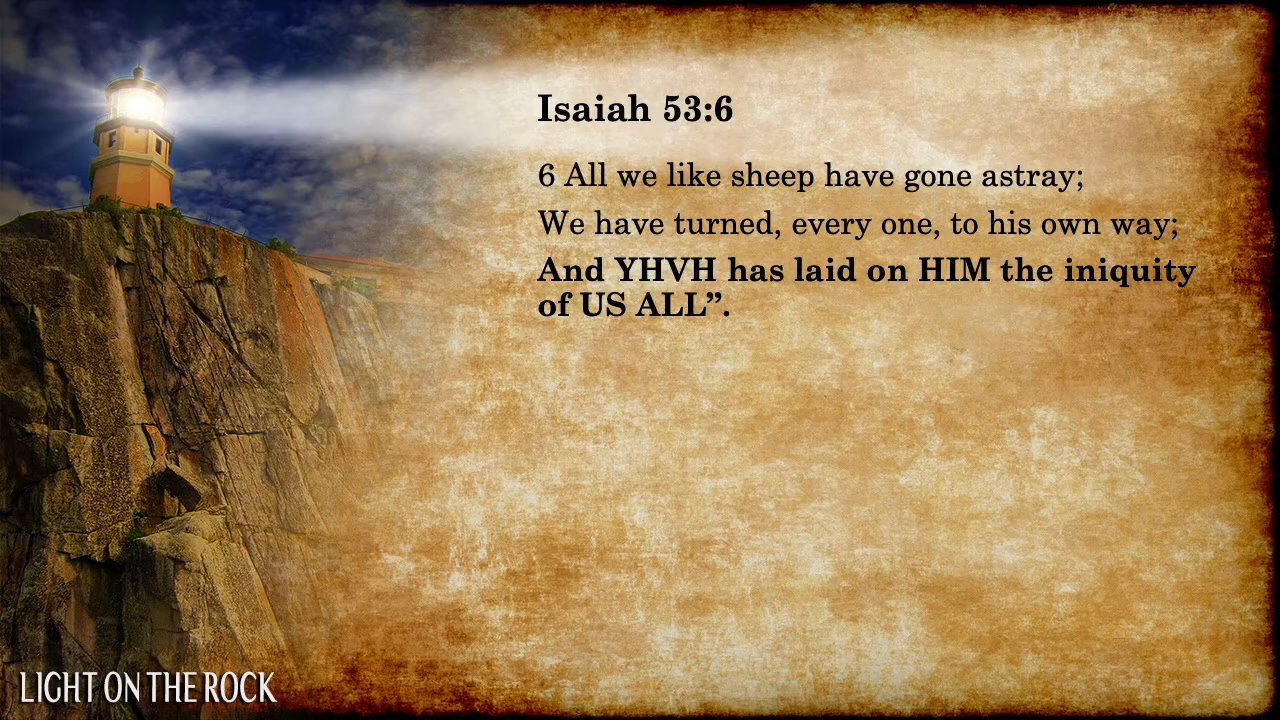 Isaiah 53:6
6 All we like sheep have gone astray;
We have turned, every one, to his own way;
And YHVH has laid on HIM the iniquity
of US ALL”.
LIGHT ON THE ROCK